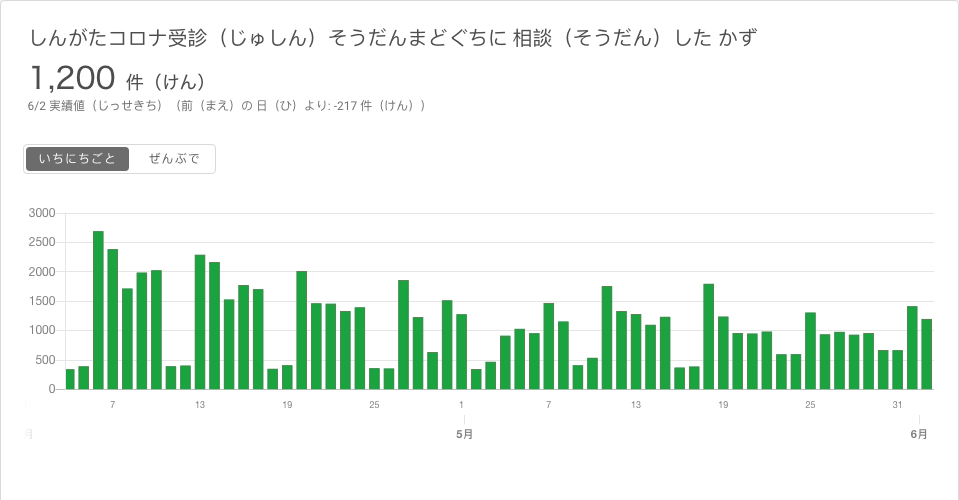 しんがたコロナ受診（じゅしん）そうだんまどぐちに 相談（そうだん）した かず
1,200 件（けん）
6/2 実績値（じっせきち）（前（まえ）の 日（ひ）より: -217 件（けん））
いちにちごと ぜんぶで
3000
2500
2000
1500
1000
500
0
7 13 19 25 1 7 13 19 25 31
月 5月 6月